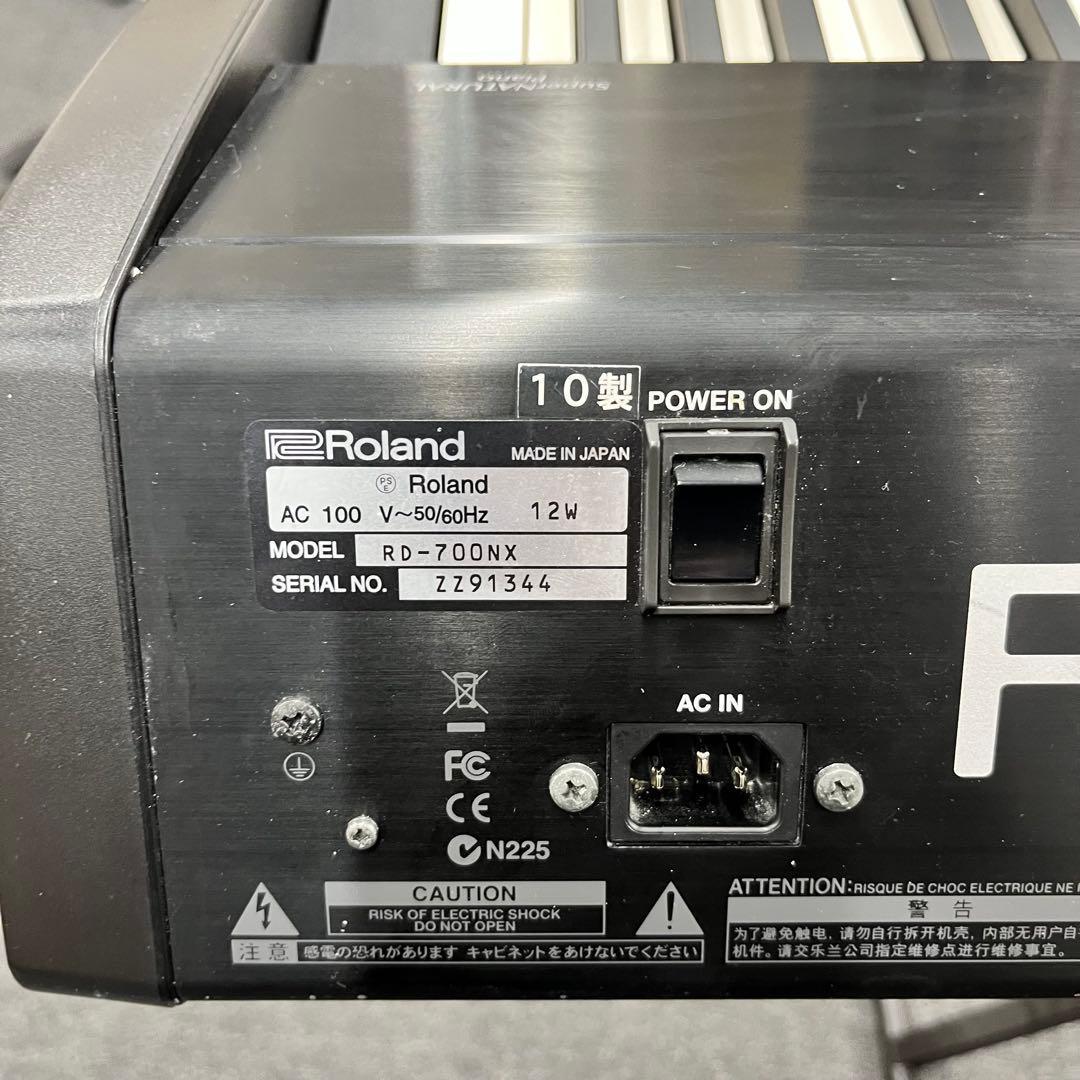 SuperNATURAL
Piano
10製
POWER ON
Roland
MADE IN JAPAN
PS
E
Roland
AC 100 V~50/60Hz 12W
MODEL RD-700NX
SERIAL NO. ZZ91344
AC IN
FC
CE
N225
CAUTION
RISK OF ELECTRIC SHOCK
DO NOT OPEN
注意 感電の恐れがあります キャビネットをあけないでください
ATTENTION: RISQUE DE CHOC ELECTRIQUE NE
警告
为了避免触电，请勿自行拆开机壳，内部无用户自
机件。请交乐兰公司指定维修点进行维修事宜。
R